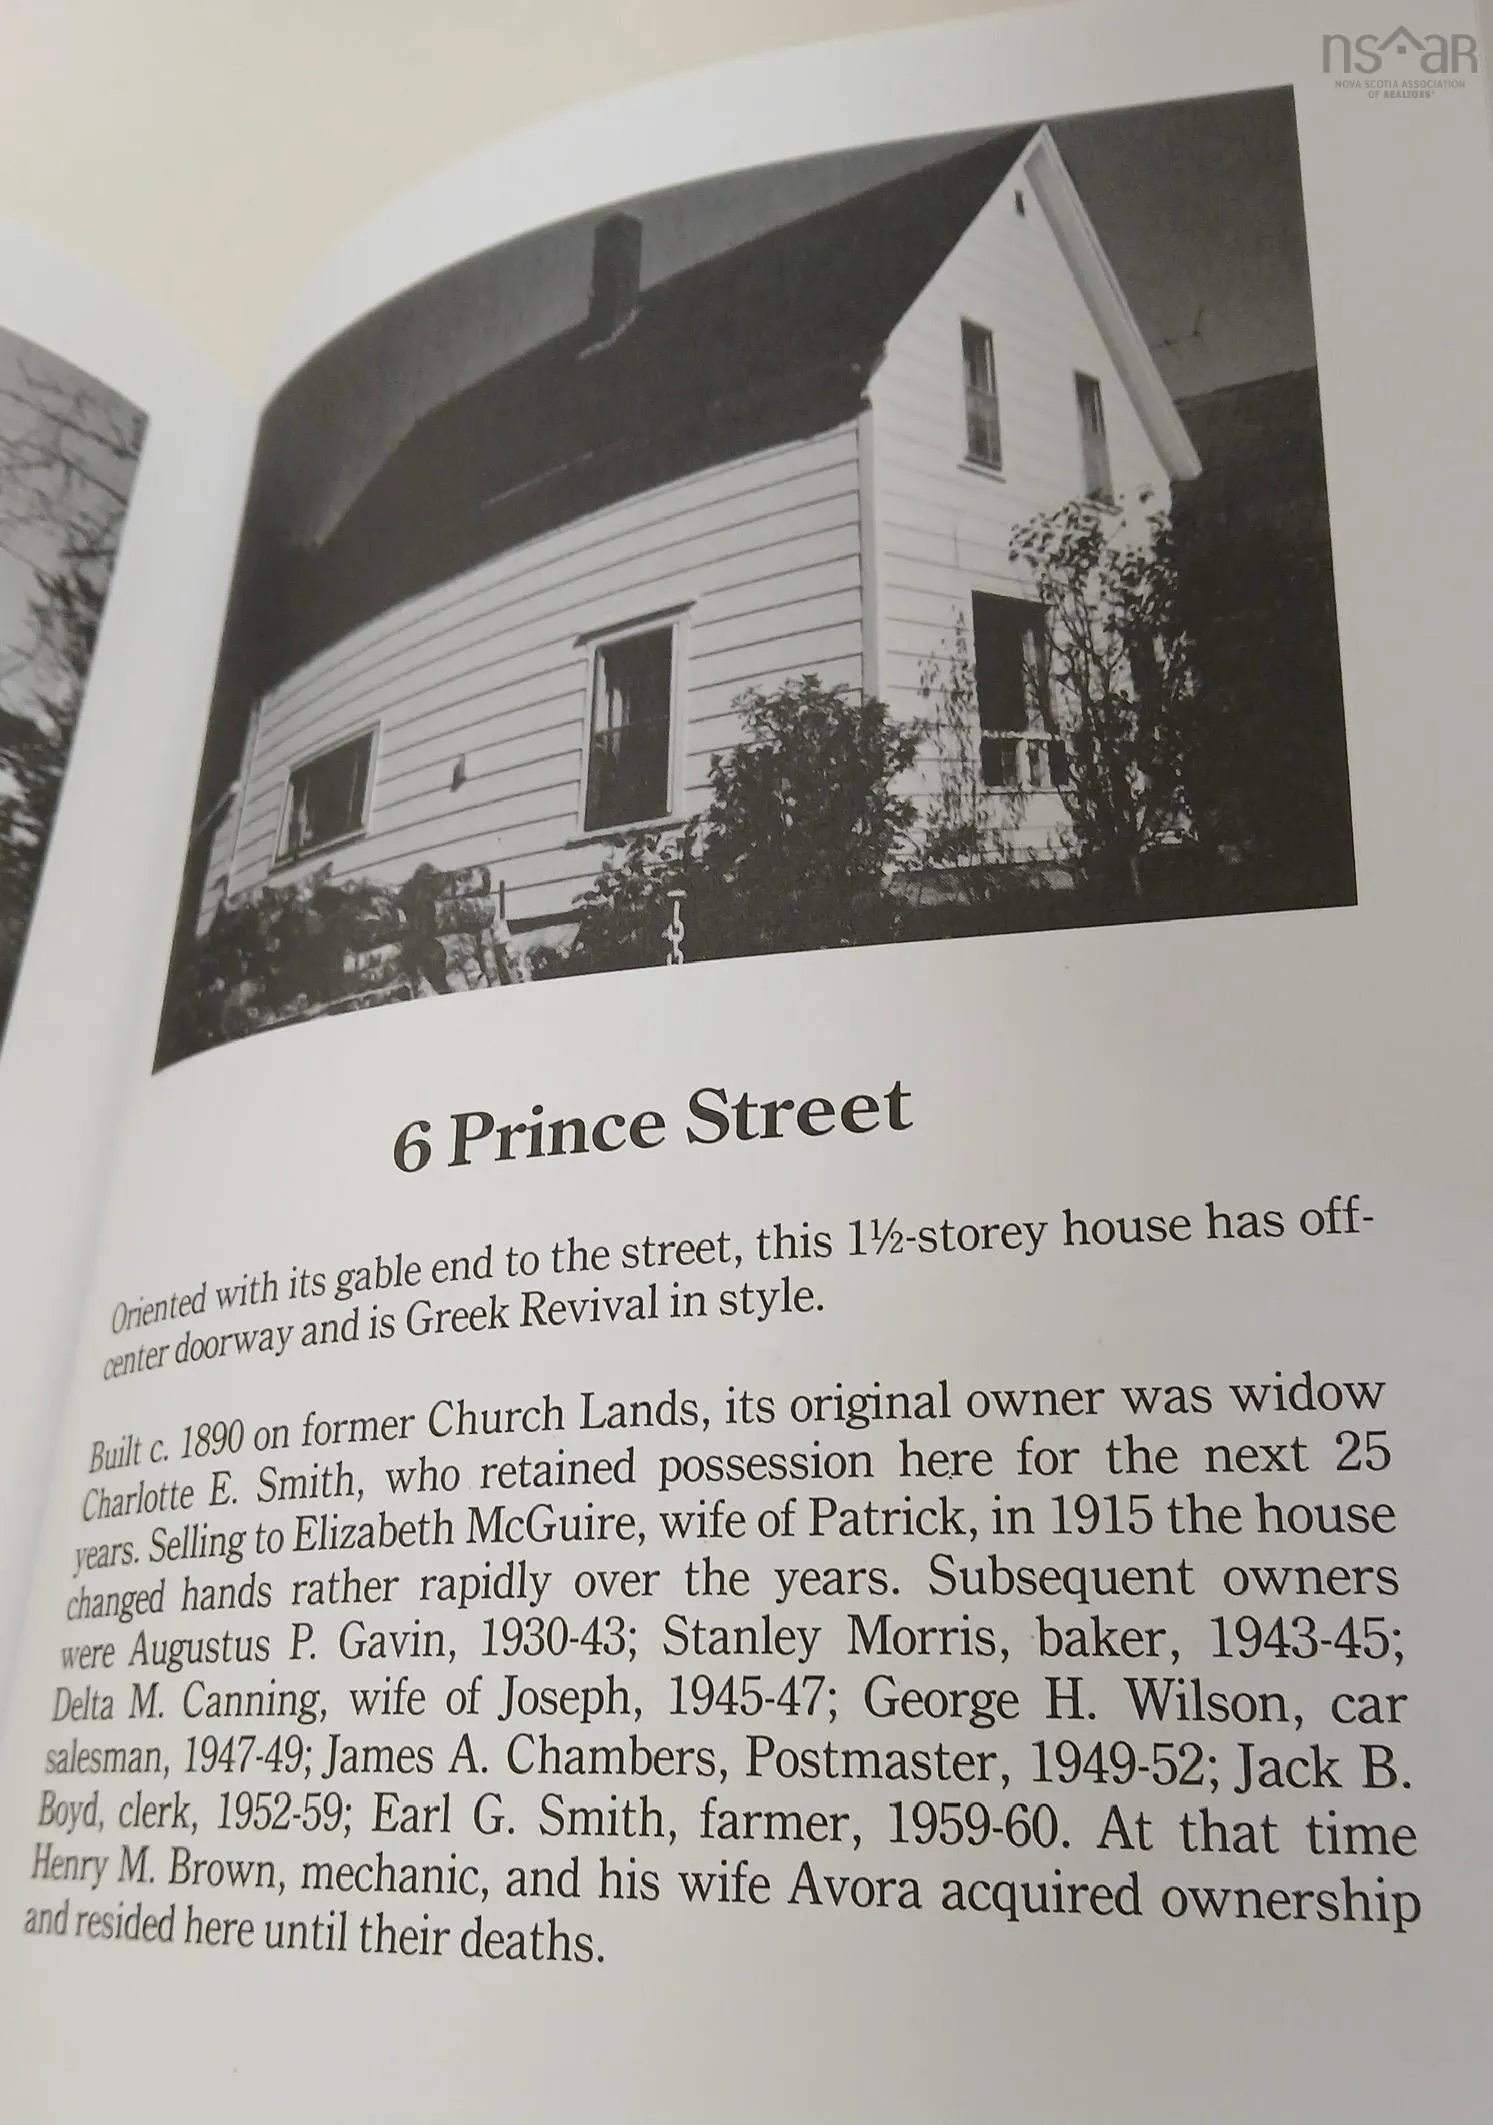 nsar
NOVA SCOTIA ASSOCIATION
OF REALTORS®
6 Prince Street
Oriented with its gable end to the street, this 1½-storey house has off-
center doorway and is Greek Revival in style.
Built c. 1890 on former Church Lands, its original owner was widow
Charlotte E. Smith, who retained possession here for the next 25
years. Selling to Elizabeth McGuire, wife of Patrick, in 1915 the house
changed hands rather rapidly over the years. Subsequent owners
were Augustus P. Gavin, 1930-43; Stanley Morris, baker, 1943-45;
Delta M. Canning, wife of Joseph, 1945-47; George H. Wilson, car
salesman, 1947-49; James A. Chambers, Postmaster, 1949-52; Jack B.
Boyd, clerk, 1952-59; Earl G. Smith, farmer, 1959-60. At that time
Henry M. Brown, mechanic, and his wife Avora acquired ownership
and resided here until their deaths.